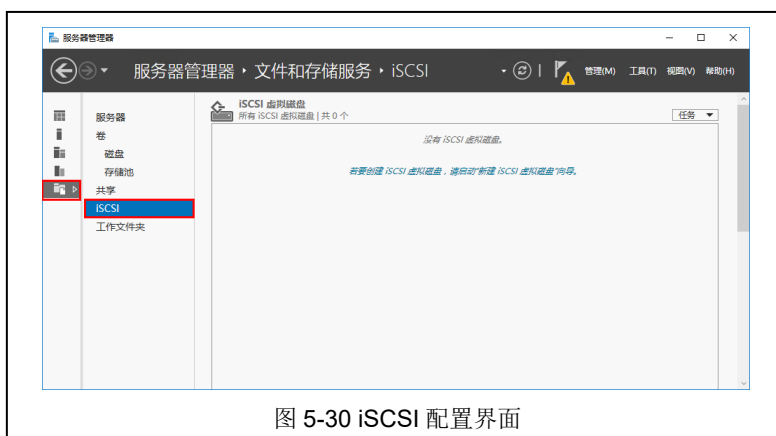 服务器管理器
服务器管理器 · 文件和存储服务 · iSCSI
管理(M) 工具(T) 视图(V) 帮助(H)
服务器
卷
磁盘
存储池
共享
iSCSI
工作文件夹
iSCSI 虚拟磁盘
所有 iSCSI 虚拟磁盘 | 共 0 个
任务
没有 iSCSI 虚拟磁盘。
若要创建 iSCSI 虚拟磁盘，请启动"新建 iSCSI 虚拟磁盘"向导。
图 5-30 iSCSI 配置界面